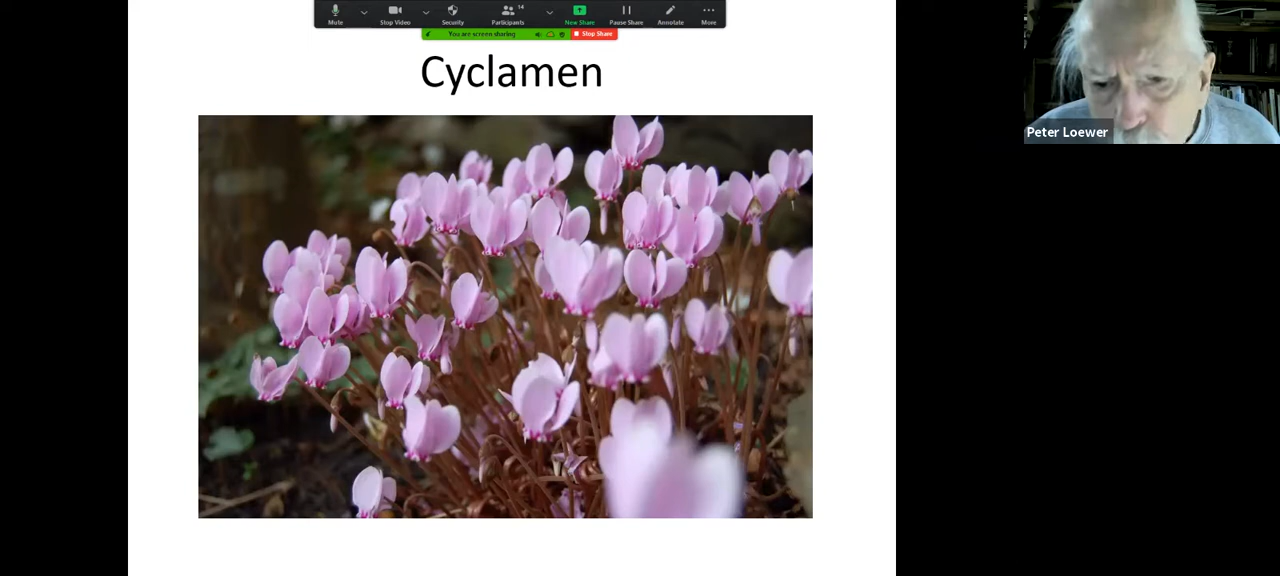 Mute
Stop Video
Security
Participants
14
New Share
Pause Share
Annotate
More
You are screen sharing
Stop Share
Cyclamen
Peter Loewer